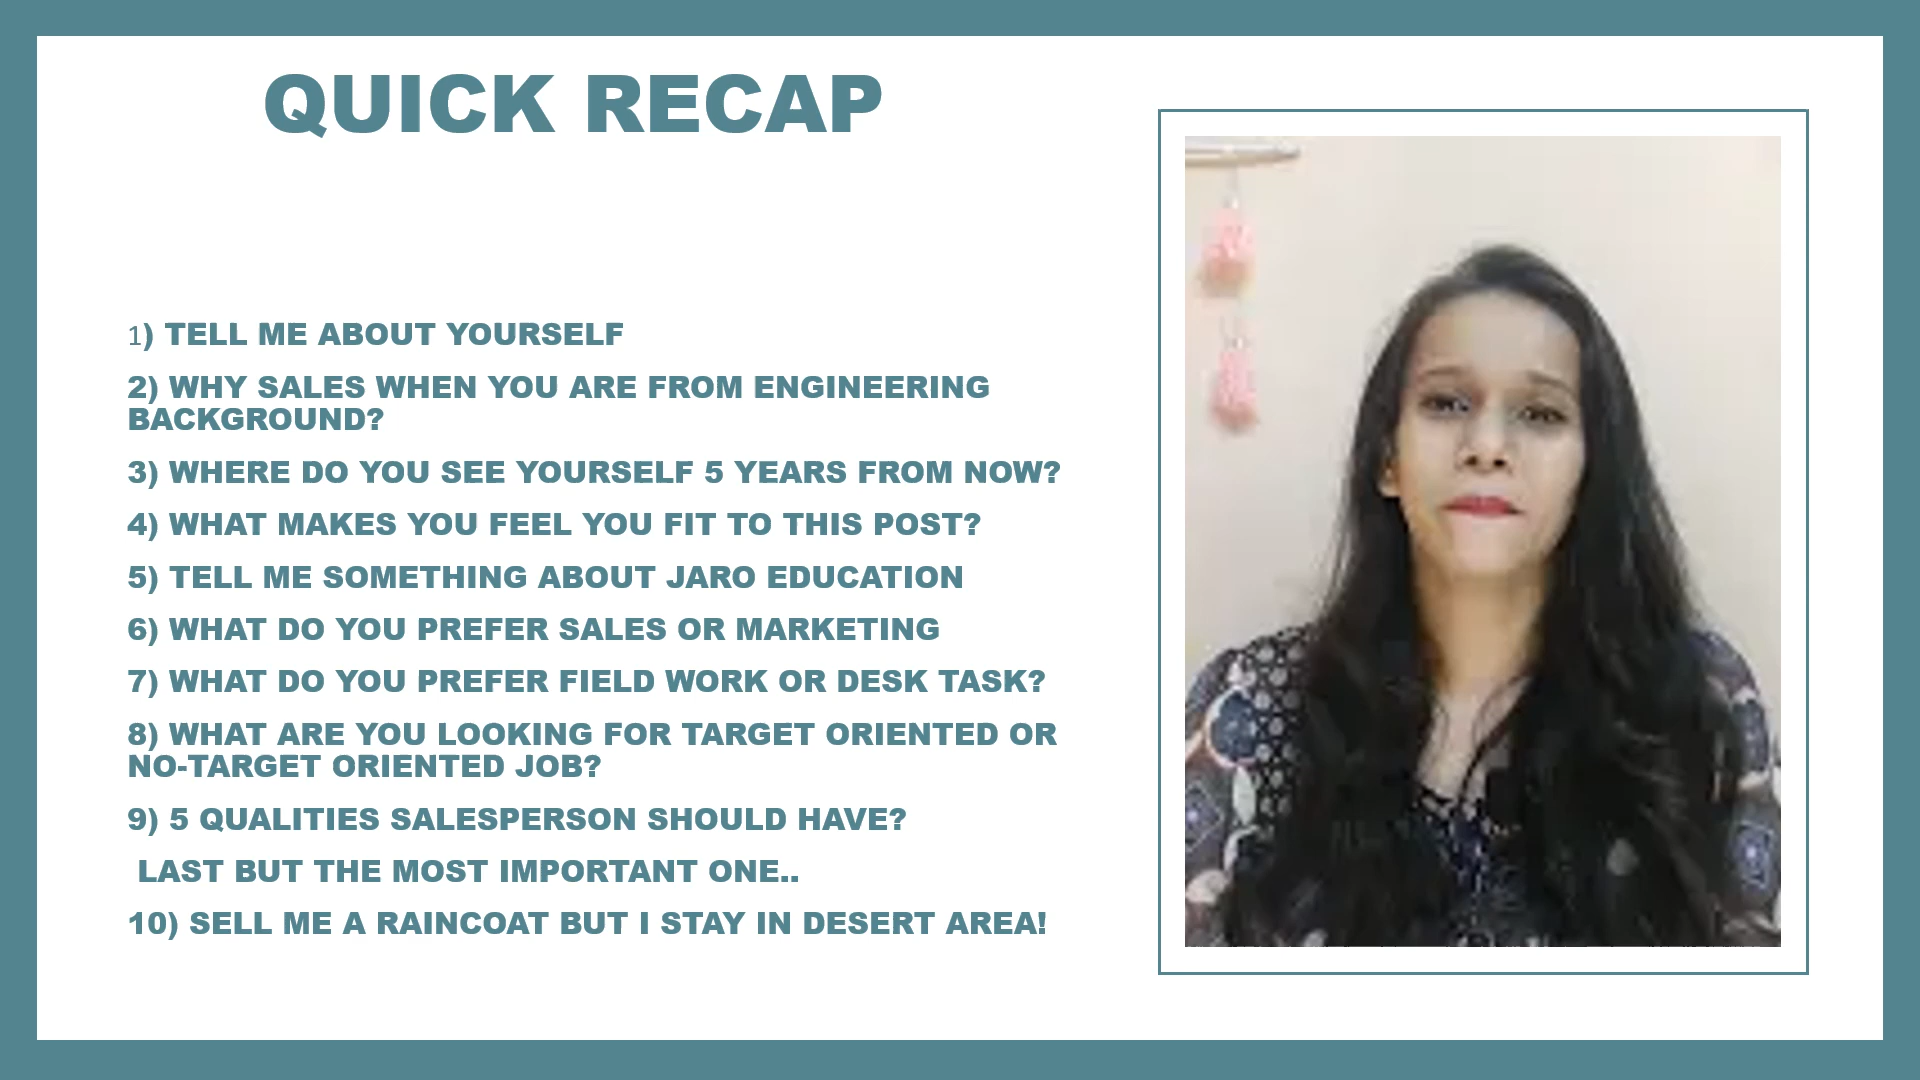 QUICK RECAP
1) TELL ME ABOUT YOURSELF
2) WHY SALES WHEN YOU ARE FROM ENGINEERING
BACKGROUND?
3) WHERE DO YOU SEE YOURSELF 5 YEARS FROM NOW?
4) WHAT MAKES YOU FEEL YOU FIT TO THIS POST?
5) TELL ME SOMETHING ABOUT JARO EDUCATION
6) WHAT DO YOU PREFER SALES OR MARKETING
7) WHAT DO YOU PREFER FIELD WORK OR DESK TASK?
8) WHAT ARE YOU LOOKING FOR TARGET ORIENTED OR
NO-TARGET ORIENTED JOB?
9) 5 QUALITIES SALESPERSON SHOULD HAVE?
LAST BUT THE MOST IMPORTANT ONE..
10) SELL ME A RAINCOAT BUT I STAY IN DESERT AREA!